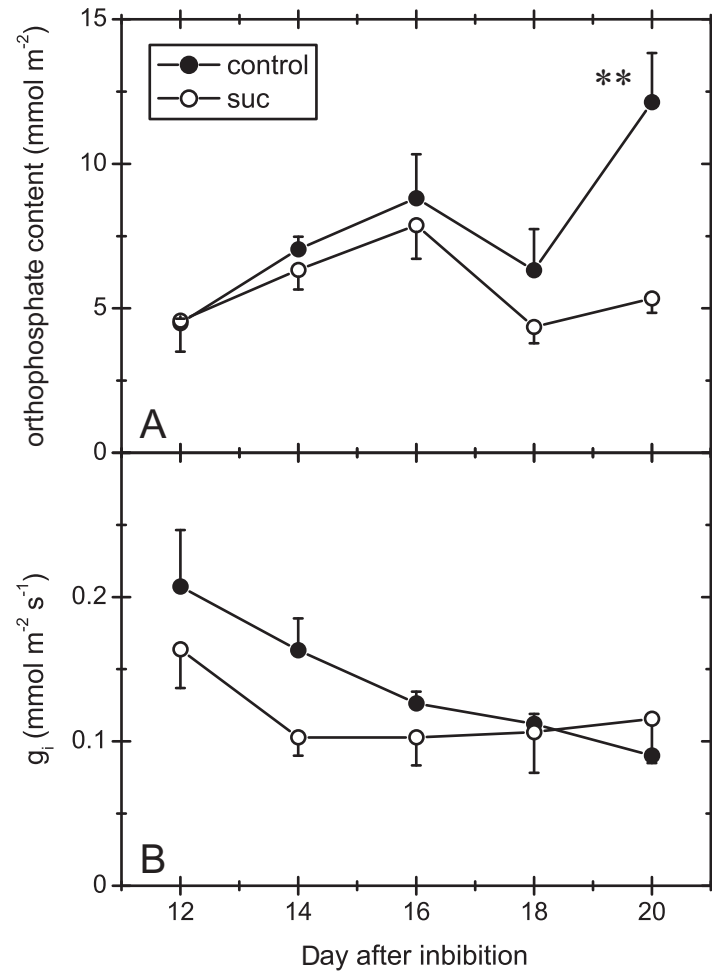 15
control
suc
**
10
5
0
orthophosphate content (mmol m-2)
A
0.2
0.1
0
gi (mmol m-2 s-1)
B
12 14 16 18 20
Day after inbibition